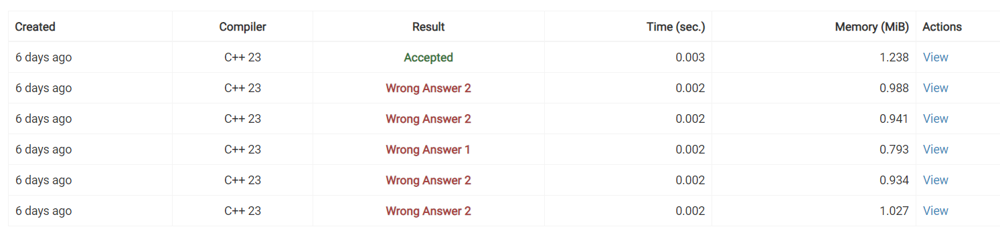 Created Compiler Result Time (sec.) Memory (MiB) Actions
6 days ago C++ 23 Accepted 0.003 1.238 View
6 days ago C++ 23 Wrong Answer 2 0.002 0.988 View
6 days ago C++ 23 Wrong Answer 2 0.002 0.941 View
6 days ago C++ 23 Wrong Answer 1 0.002 0.793 View
6 days ago C++ 23 Wrong Answer 2 0.002 0.934 View
6 days ago C++ 23 Wrong Answer 2 0.002 1.027 View